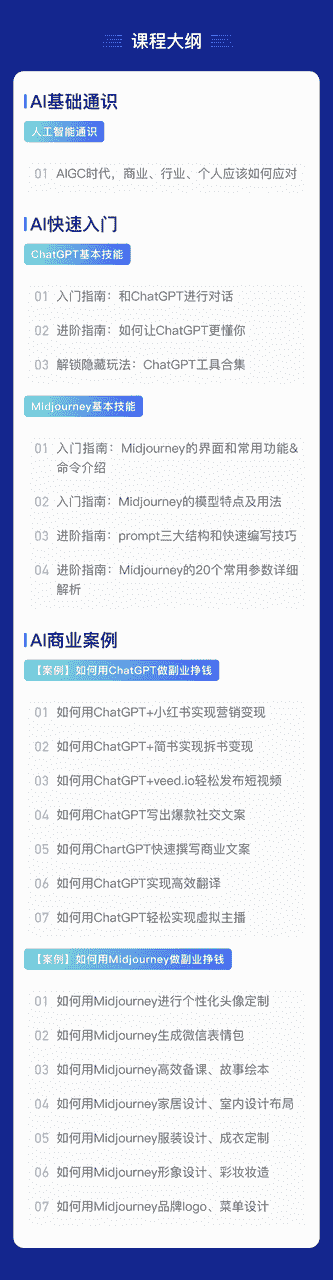 课程大纲
AI基础通识
人工智能通识
01 AIGC时代，商业、行业、个人应该如何应对
AI快速入门
ChatGPT基本技能
01 入门指南：和ChatGPT进行对话
02 进阶指南：如何让ChatGPT更懂你
03 解锁隐藏玩法：ChatGPT工具合集
Midjourney基本技能
01 入门指南：Midjourney的界面和常用功能&
命令介绍
02 入门指南：Midjourney的模型特点及用法
03 进阶指南：prompt三大结构和快速编写技巧
04 进阶指南：Midjourney的20个常用参数详细
解析
AI商业案例
【案例】如何用ChatGPT做副业挣钱
01 如何用ChatGPT+小红书实现营销变现
02 如何用ChatGPT+简书实现拆书变现
03 如何用ChatGPT+veed.io轻松发布短视频
04 如何用ChatGPT写出爆款社交文案
05 如何用ChartGPT快速撰写商业文案
06 如何用ChatGPT实现高效翻译
07 如何用ChatGPT轻松实现虚拟主播
【案例】如何用Midjourney做副业挣钱
01 如何用Midjourney进行个性化头像定制
02 如何用Midjourney生成微信表情包
03 如何用Midjourney高效备课、故事绘本
04 如何用Midjourney家居设计、室内设计布局
05 如何用Midjourney服装设计、成衣定制
06 如何用Midjourney形象设计、彩妆妆造
07 如何用Midjourney品牌logo、菜单设计